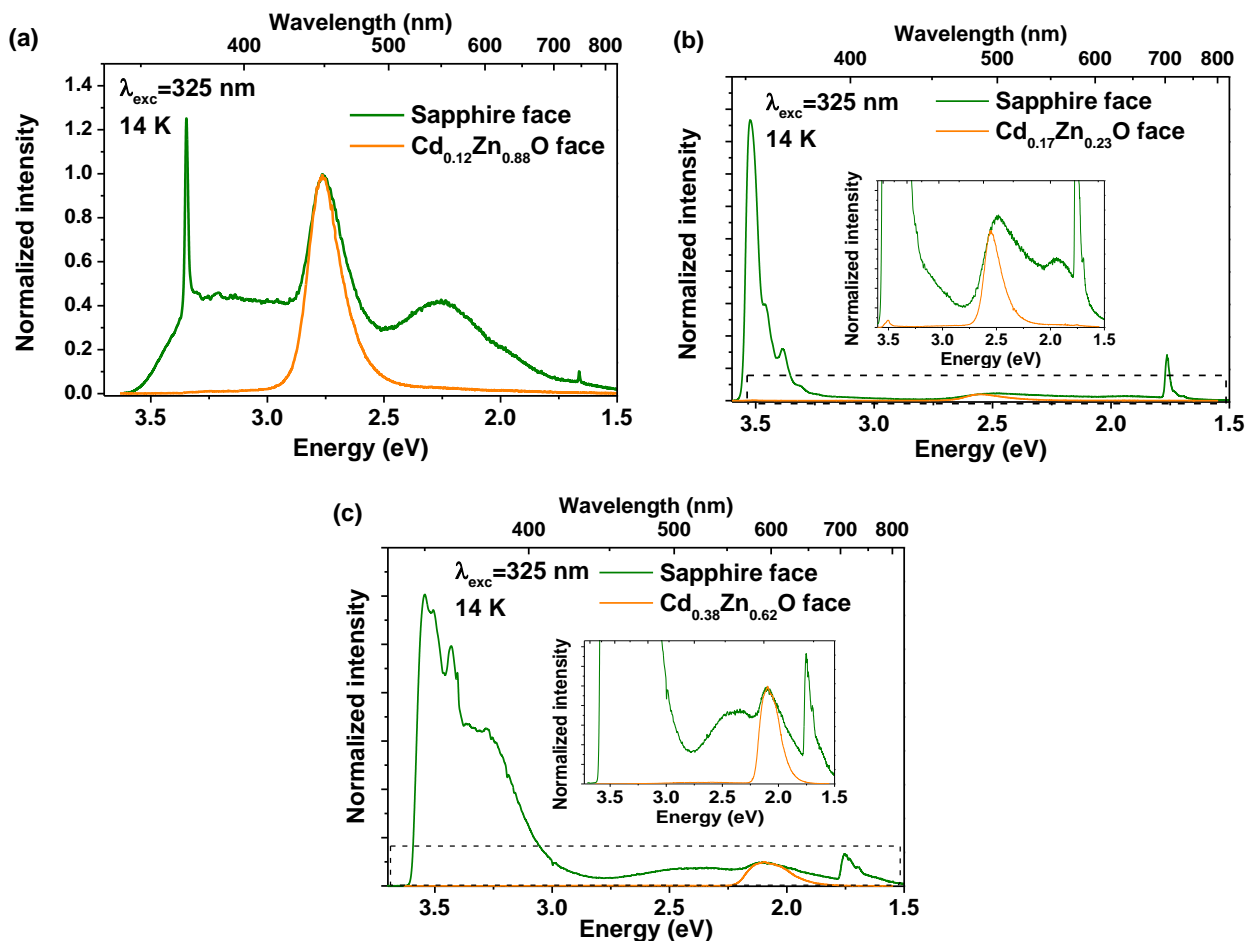 (a)
Wavelength (nm)
400 500 600 700 800
λexc=325 nm
14 K
Sapphire face
Cd0.12Zn0.88O face
Normalized intensity
1.4
1.2
1.0
0.8
0.6
0.4
0.2
0.0
3.5 3.0 2.5 2.0 1.5
Energy (eV)
(b)
Wavelength (nm)
400 500 600 700 800
λexc=325 nm
14 K
Sapphire face
Cd0.17Zn0.23O face
Normalized intensity
Normalized intensity
3.5 3.0 2.5 2.0 1.5
Energy (eV)
3.5 3.0 2.5 2.0 1.5
Energy (eV)
(c)
Wavelength (nm)
400 500 600 700 800
λexc=325 nm
14 K
Sapphire face
Cd0.38Zn0.62O face
Normalized intensity
Normalized intensity
3.5 3.0 2.5 2.0 1.5
Energy (eV)
3.5 3.0 2.5 2.0 1.5
Energy (eV)